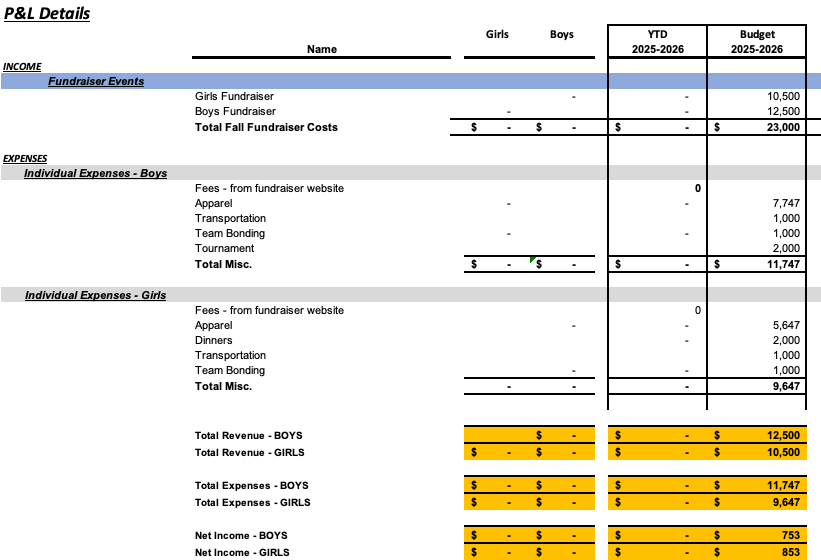 P&L Details
Girls Boys YTD Budget
Name 2025-2026 2025-2026
INCOME
Fundraiser Events
Girls Fundraiser - - 10,500
Boys Fundraiser - - 12,500
Total Fall Fundraiser Costs $ - $ - $ - $ 23,000
EXPENSES
Individual Expenses - Boys
Fees - from fundraiser website 0
Apparel - - 7,747
Transportation 1,000
Team Bonding - - 1,000
Tournament 2,000
Total Misc. $ - $ - $ - $ 11,747
Individual Expenses - Girls
Fees - from fundraiser website 0
Apparel - - 5,647
Dinners - 2,000
Transportation 1,000
Team Bonding - - 1,000
Total Misc. - - - 9,647
Total Revenue - BOYS $ - $ - $ 12,500
Total Revenue - GIRLS $ - $ - $ - $ 10,500
Total Expenses - BOYS $ - $ - $ - $ 11,747
Total Expenses - GIRLS $ - $ - $ - $ 9,647
Net Income - BOYS $ - $ - $ - $ 753
Net Income - GIRLS $ - $ - $ - $ 853